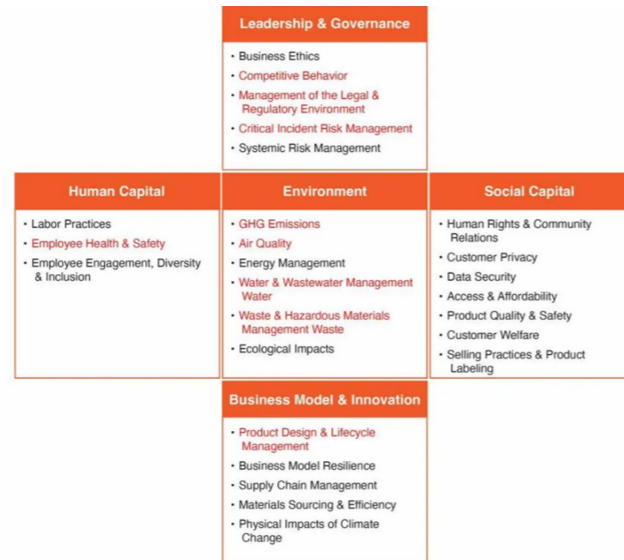 Leadership & Governance
• Business Ethics
• Competitive Behavior
• Management of the Legal &
Regulatory Environment
• Critical Incident Risk Management
• Systemic Risk Management
Human Capital
• Labor Practices
• Employee Health & Safety
• Employee Engagement, Diversity
& Inclusion
Environment
• GHG Emissions
• Air Quality
• Energy Management
• Water & Wastewater Management
Water
• Waste & Hazardous Materials
Management Waste
• Ecological Impacts
Social Capital
• Human Rights & Community
Relations
• Customer Privacy
• Data Security
• Access & Affordability
• Product Quality & Safety
• Customer Welfare
• Selling Practices & Product
Labeling
Business Model & Innovation
• Product Design & Lifecycle
Management
• Business Model Resilience
• Supply Chain Management
• Materials Sourcing & Efficiency
• Physical Impacts of Climate
Change